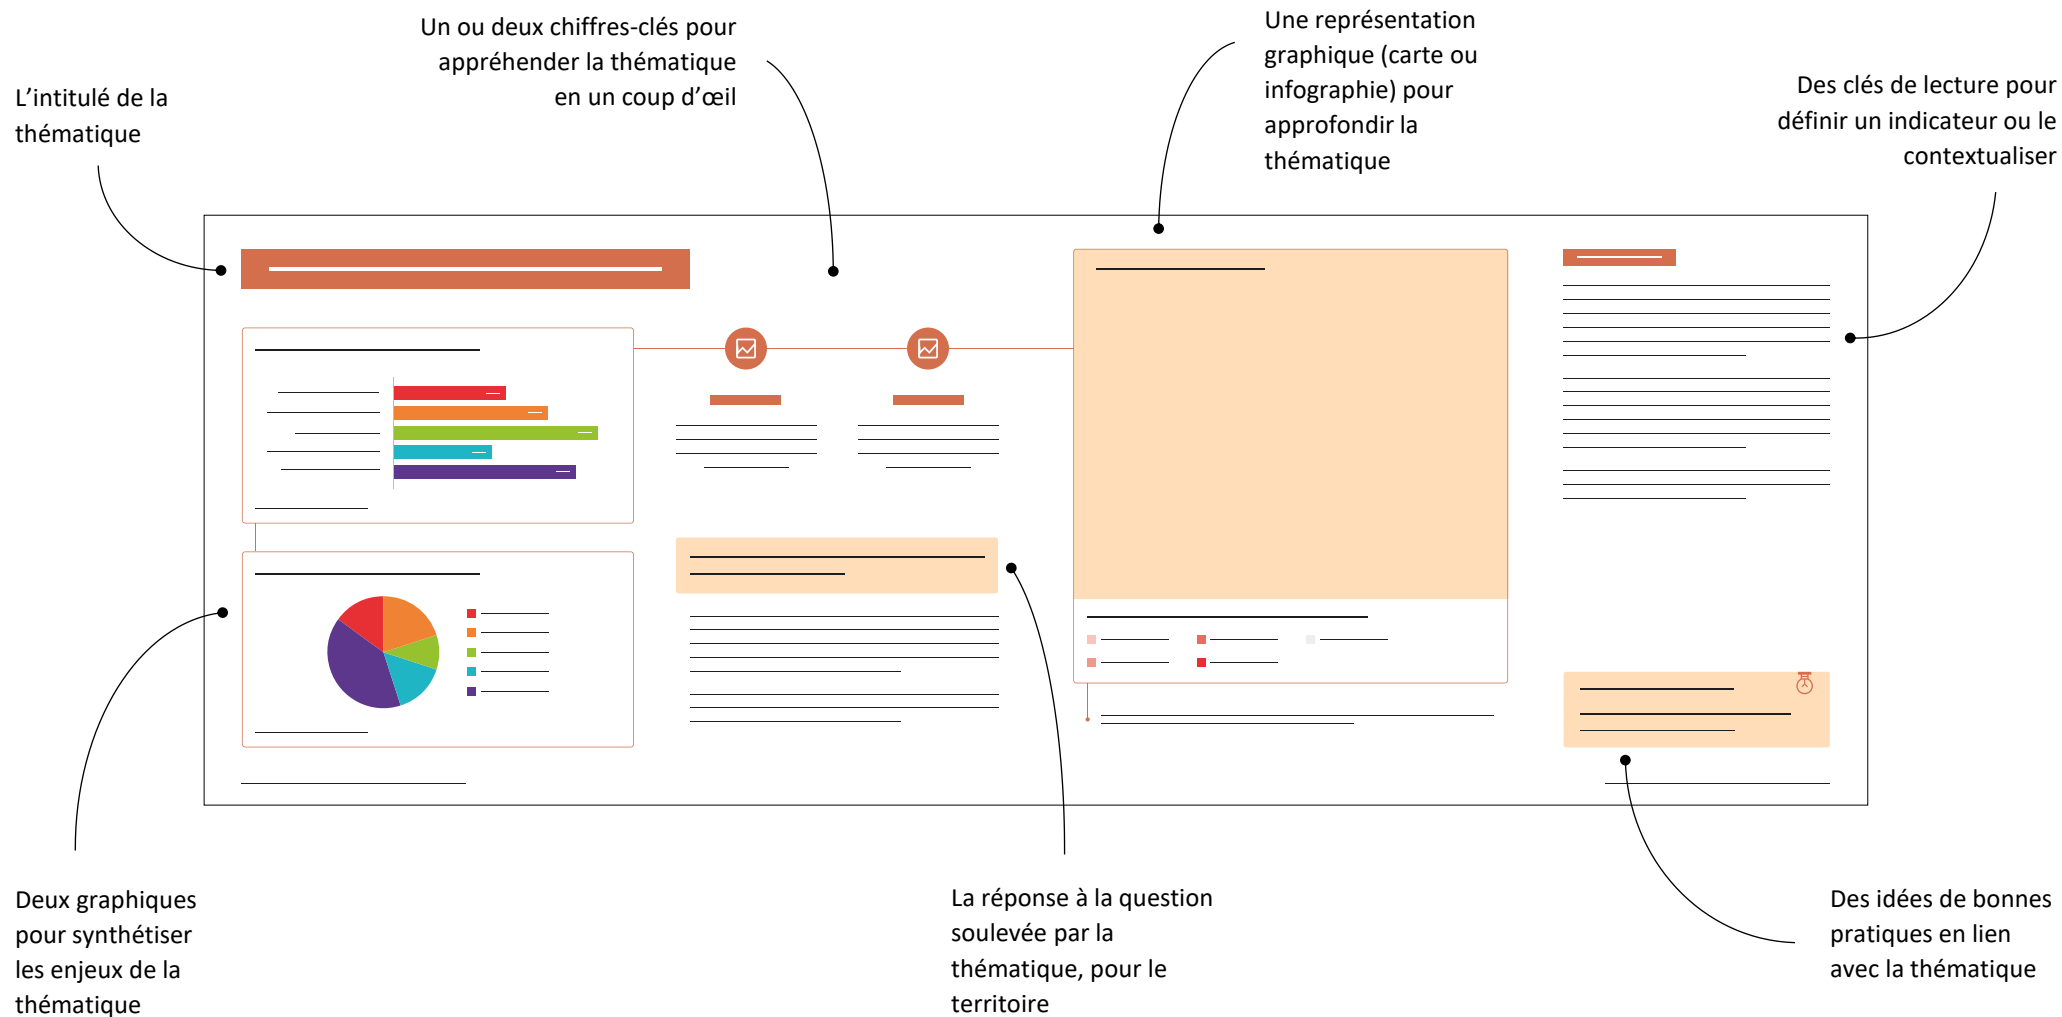 L’intitulé de la
thématique
Un ou deux chiffres-clés pour
appréhender la thématique
en un coup d’œil
Une représentation
graphique (carte ou
infographie) pour
approfondir la
thématique
Des clés de lecture pour
définir un indicateur ou le
contextualiser
Deux graphiques
pour synthétiser
les enjeux de la
thématique
La réponse à la question
soulevée par la
thématique, pour le
territoire
Des idées de bonnes
pratiques en lien
avec la thématique